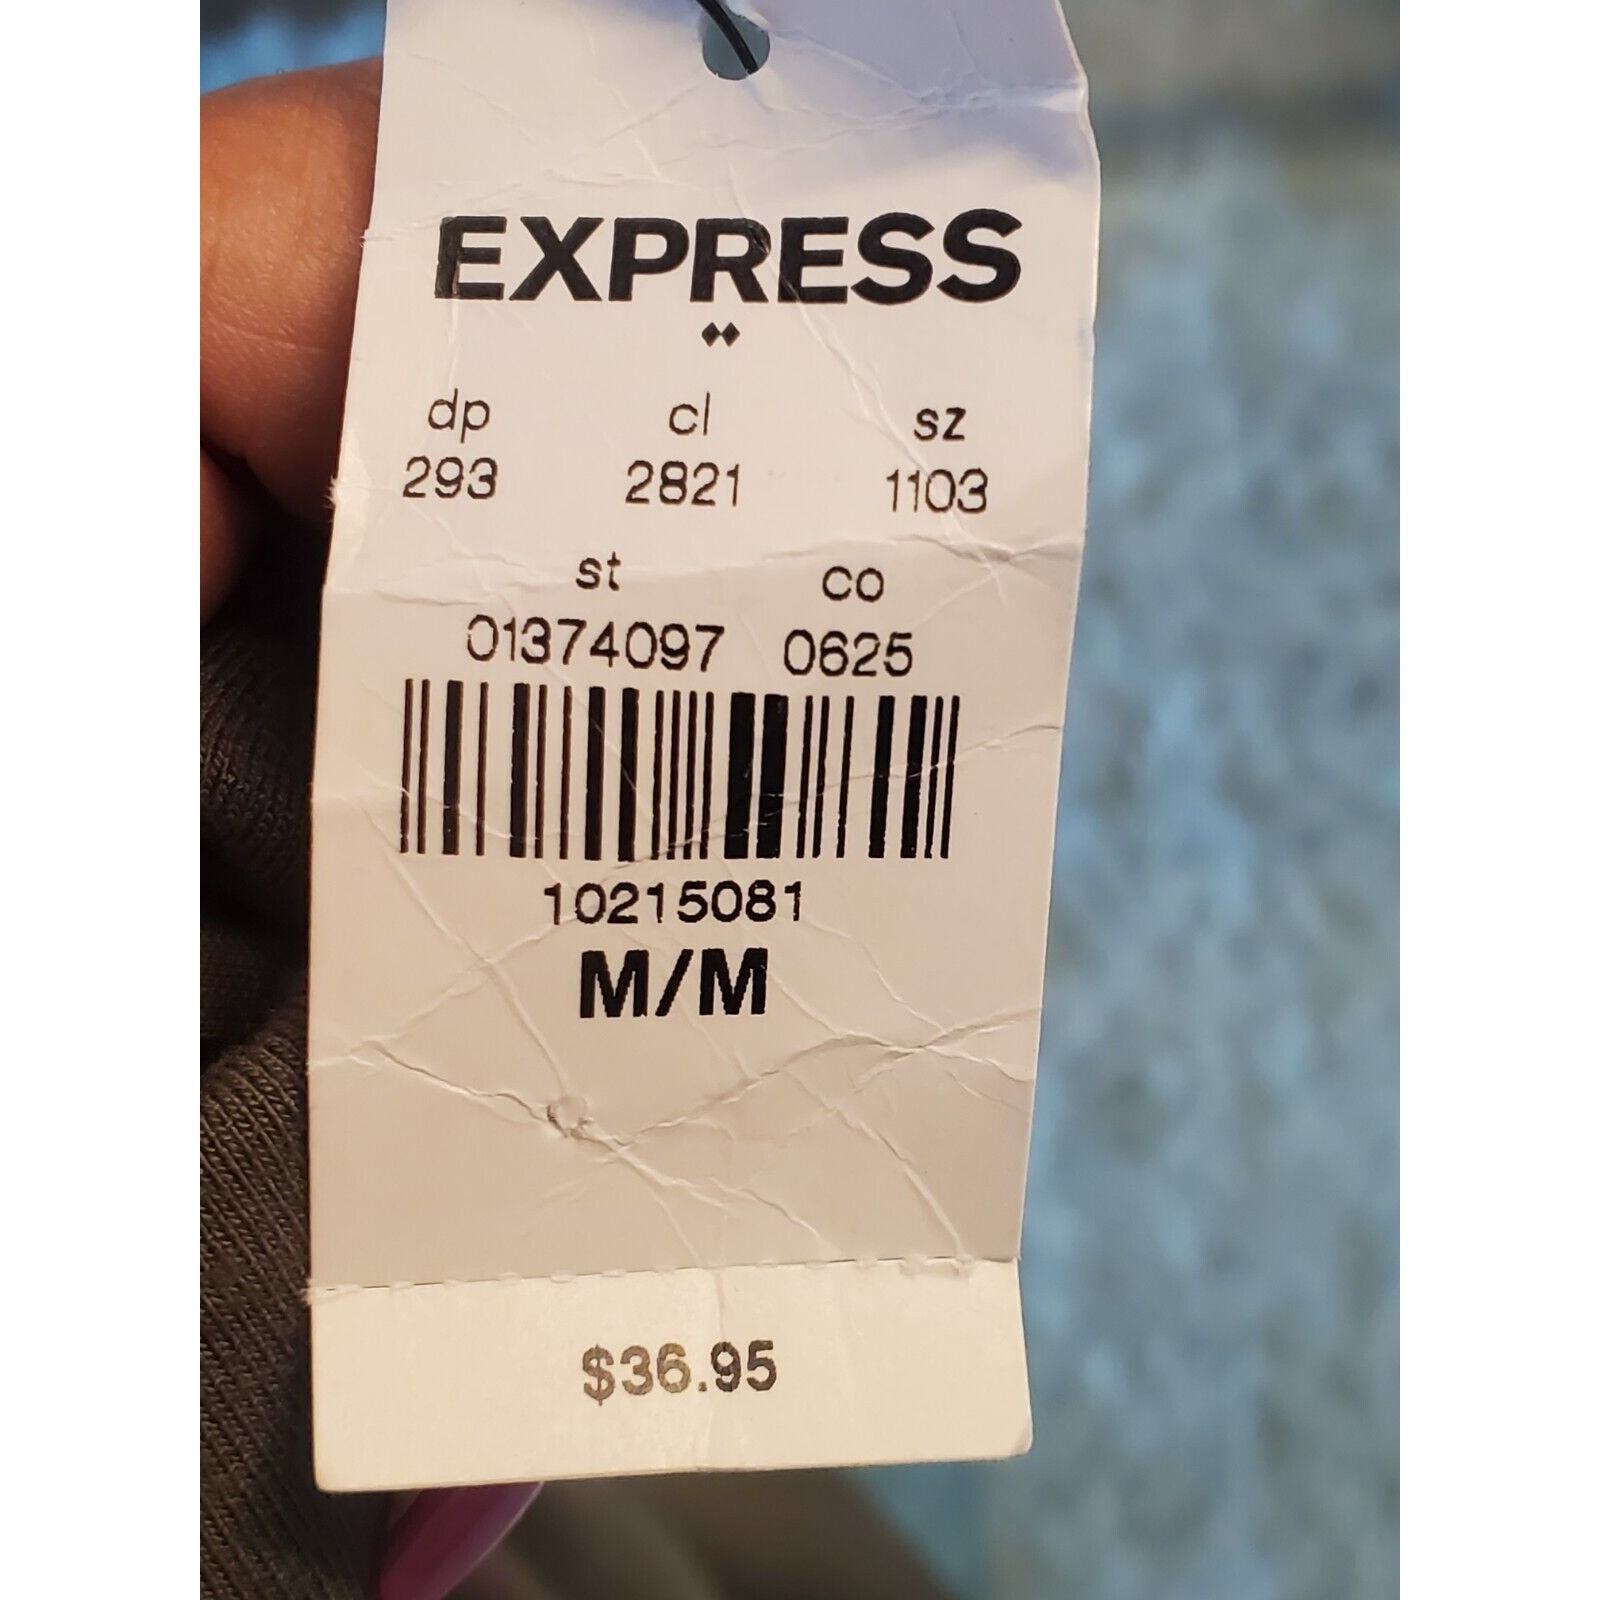 EXPRESS
dp cl sz
293 2821 1103
st co
01374097 0625
10215081
M/M
$36.95